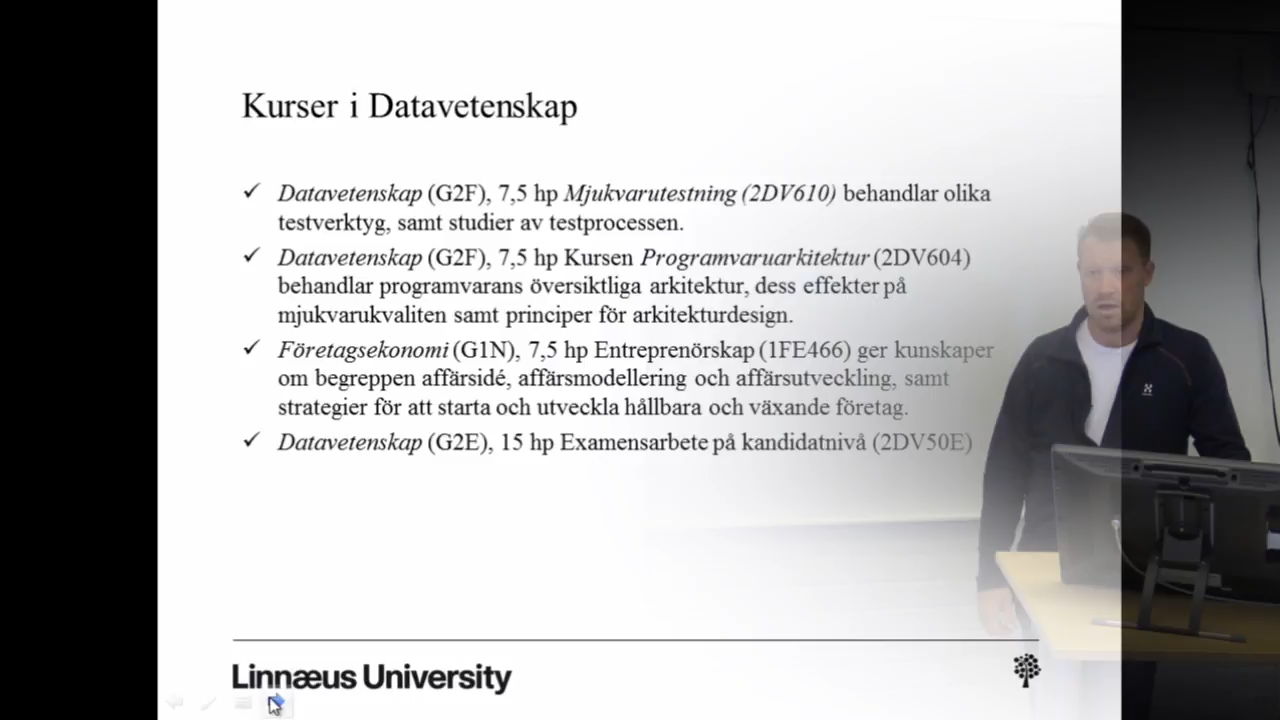 Kurser i Datavetenskap
✓ Datavetenskap (G2F), 7,5 hp Mjukvarutestning (2DV610) behandlar olika
testverktyg, samt studier av testprocessen.
✓ Datavetenskap (G2F), 7,5 hp Kursen Programvaruarkitektur (2DV604)
behandlar programvarans översiktliga arkitektur, dess effekter på
mjukvarukvaliten samt principer för arkitekturdesign.
✓ Företagsekonomi (G1N), 7,5 hp Entreprenörskap (1FE466) ger kunskaper
om begreppen affärsidé, affärsmodellering och affärsutveckling, samt
strategier för att starta och utveckla hållbara och växande företag.
✓ Datavetenskap (G2E), 15 hp Examensarbete på kandidatnivå (2DV50E)
Linnæus University